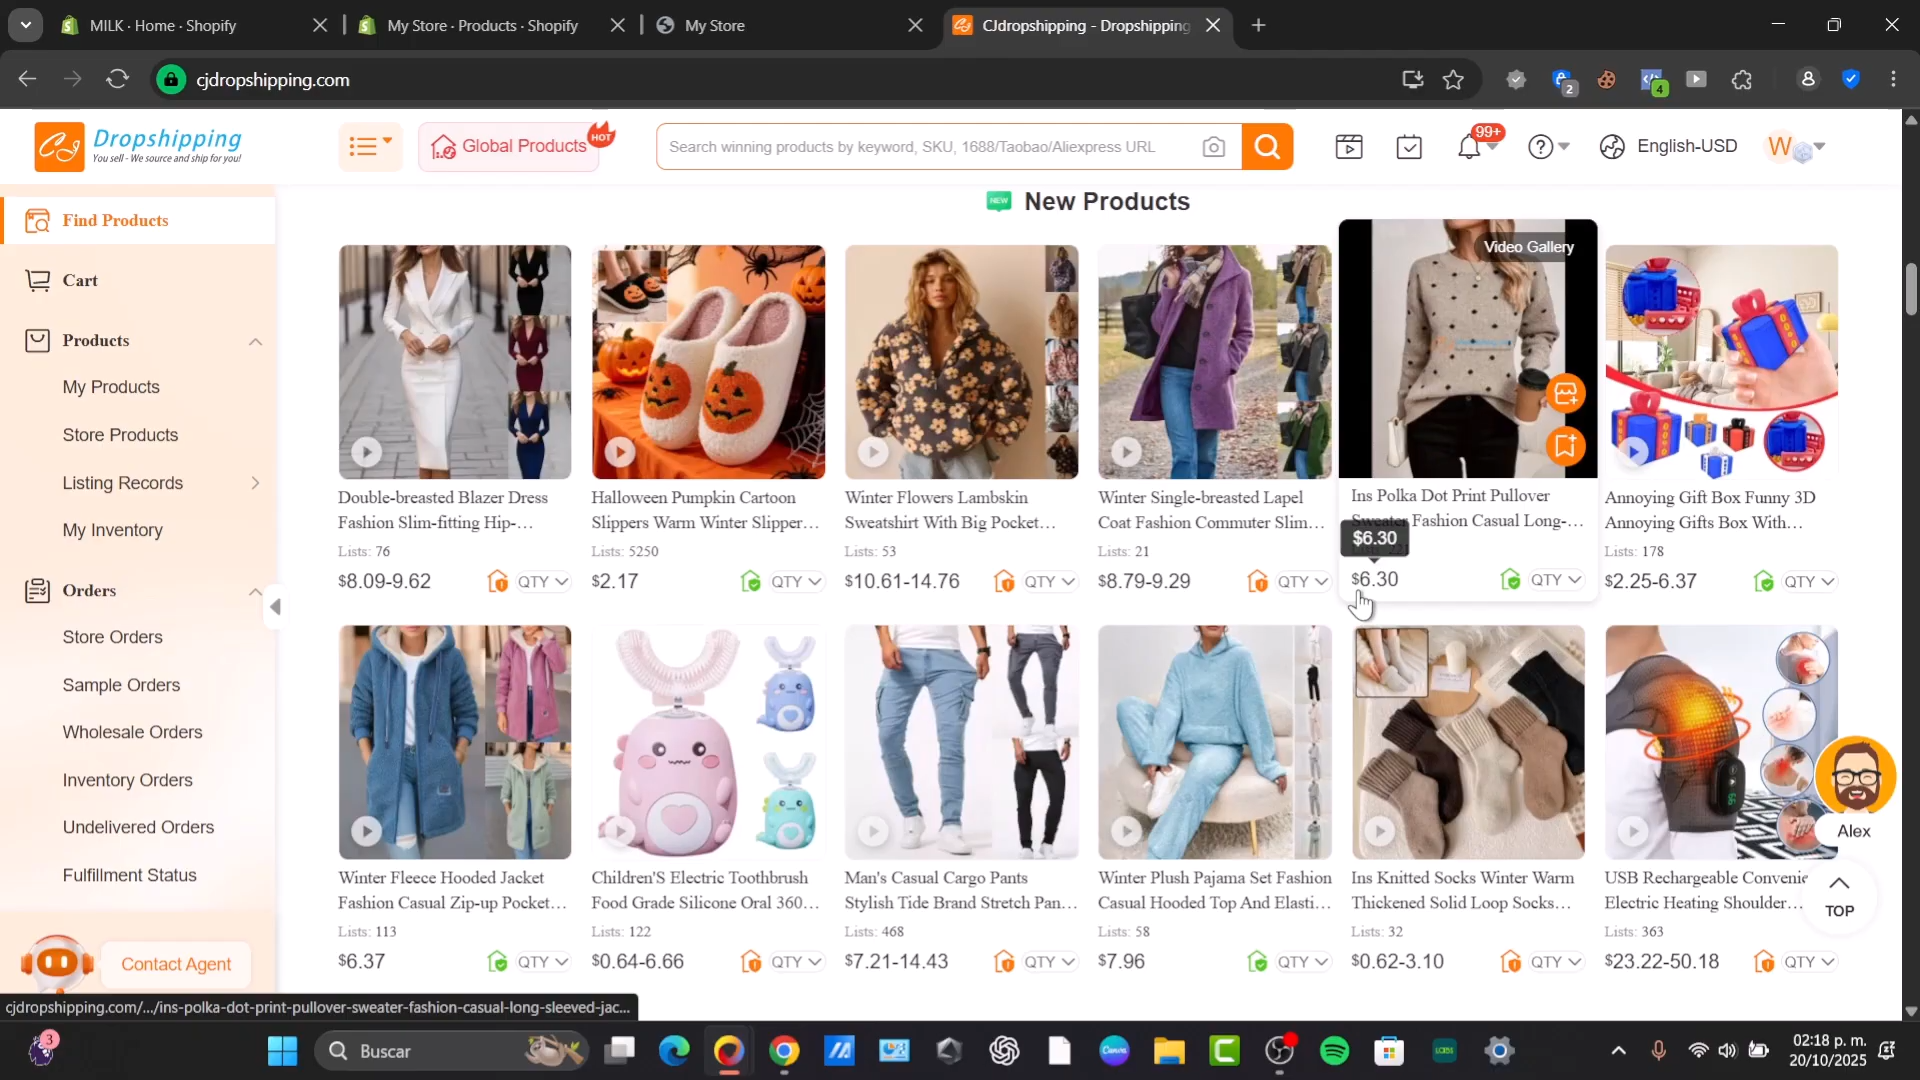 MILK · Home · Shopify
My Store · Products · Shopify
My Store
CJdropshipping - Dropshipping
cjdropshipping.com
2
4
Dropshipping
You sell - We source and ship for you!
Global Products
HOT
Search winning products by keyword, SKU, 1688/Taobao/Aliexpress URL
99+
English-USD
W
Find Products
Cart
Products
My Products
Store Products
Listing Records
My Inventory
Orders
Store Orders
Sample Orders
Wholesale Orders
Inventory Orders
Undelivered Orders
Fulfillment Status
Contact Agent
NEW New Products
Video Gallery
Double-breasted Blazer Dress
Fashion Slim-fitting Hip-...
Lists: 76
$8.09-9.62
QTY
Halloween Pumpkin Cartoon
Slippers Warm Winter Slipper...
Lists: 5250
$2.17
QTY
Winter Flowers Lambskin
Sweatshirt With Big Pocket...
Lists: 53
$10.61-14.76
QTY
Winter Single-breasted Lapel
Coat Fashion Commuter Slim...
Lists: 21
$8.79-9.29
QTY
Ins Polka Dot Print Pullover
Sweater Fashion Casual Long-...
$6.30
$6.30
QTY
Annoying Gift Box Funny 3D
Annoying Gifts Box With...
Lists: 178
$2.25-6.37
QTY
Winter Fleece Hooded Jacket
Fashion Casual Zip-up Pocket...
Lists: 113
$6.37
QTY
Children'S Electric Toothbrush
Food Grade Silicone Oral 360...
Lists: 122
$0.64-6.66
QTY
Man's Casual Cargo Pants
Stylish Tide Brand Stretch Pan...
Lists: 468
$7.21-14.43
QTY
Winter Plush Pajama Set Fashion
Casual Hooded Top And Elasti...
Lists: 58
$7.96
QTY
Ins Knitted Socks Winter Warm
Thickened Solid Loop Socks...
Lists: 32
$0.62-3.10
QTY
USB Rechargeable Convenie
Electric Heating Shoulder...
Lists: 363
$23.22-50.18
QTY
Alex
TOP
cjdropshipping.com/.../ins-polka-dot-print-pullover-sweater-fashion-casual-long-sleeved-jac...
3
Buscar
Canva
02:18 p. m.
20/10/2025